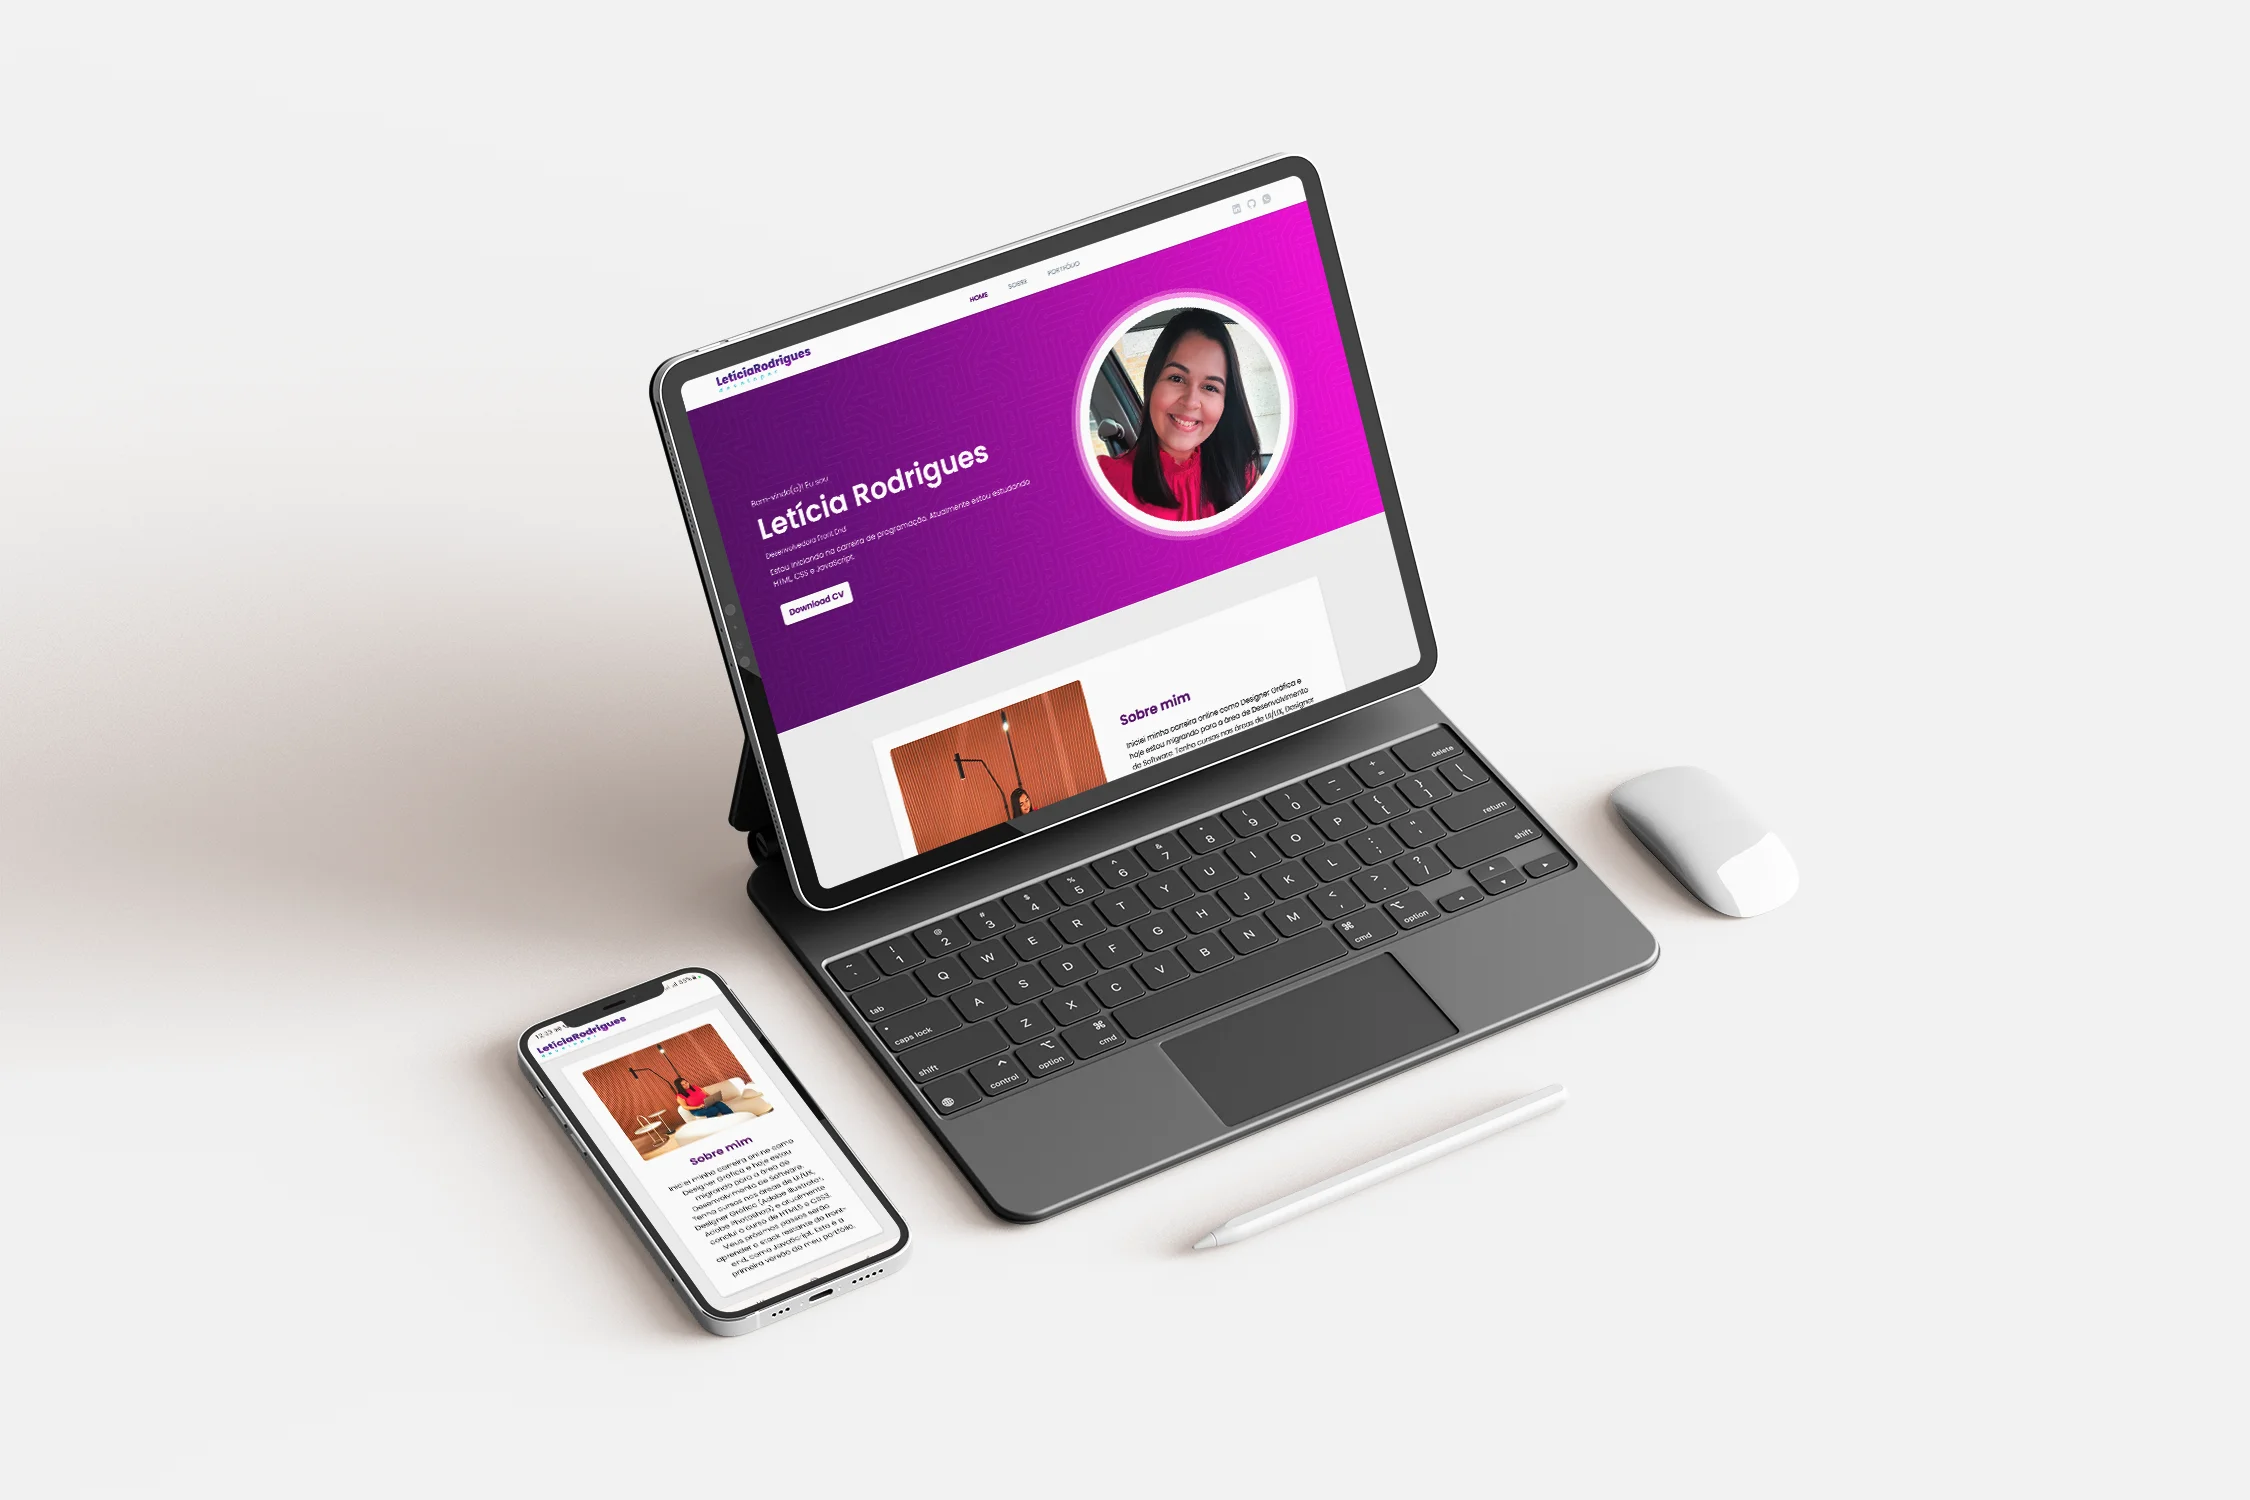 LetíciaRodrigues
developer
HOME
SOBRE
PORTFÓLIO
Bem-vindo(a)! Eu sou
Letícia Rodrigues
Desenvolvedora Front End
Estou iniciando na carreira de programação. Atualmente estou estudando
HTML, CSS e JavaScript.
Download CV
Sobre mim
Iniciei minha carreira online como Designer Gráfica e
hoje estou migrando para a área de Desenvolvimento
de Software. Tenho cursos nas áreas de UI/UX, Designer
~ ! @ # $ % ^ & * ( ) _ +
1 2 3 4 5 6 7 8 9 0 - = delete
tab Q W E R T Y U I O P { [ } ] | \
caps lock A S D F G H J K L : ; " ' return
shift Z X C V B N M < , > . ? / shift
control option cmd cmd option
12:33
83%
LetíciaRodrigues
developer
Sobre mim
Iniciei minha carreira online como
Designer Gráfica e hoje estou
migrando para a área de
Desenvolvimento de Software.
Tenho cursos nas áreas de UI/UX,
Designer Gráfico (Adobe Illustrator,
Adobe Photoshop) e atualmente
conclui o curso de HTML5 e CSS3.
Meus próximos passos serão
aprender o stack restante do front-
end, como JavaScript. Esta é a
primeira versão do meu portfólio.